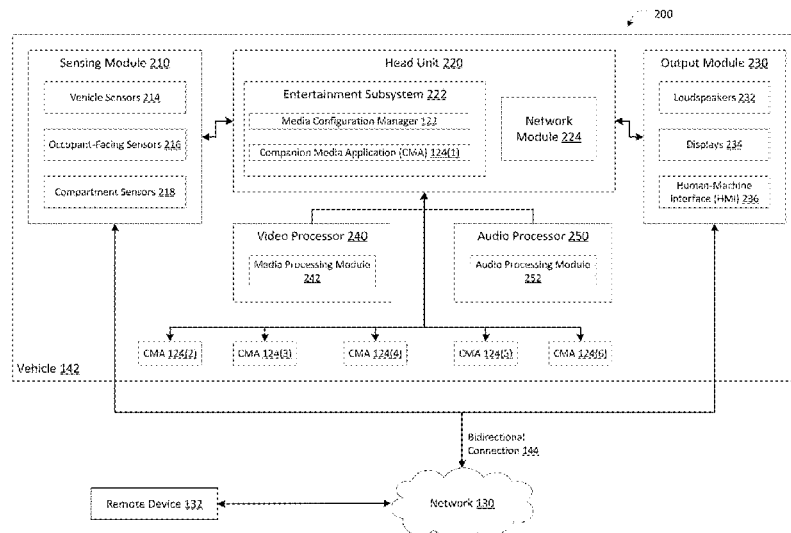 200
Sensing Module 210
Vehicle Sensors 214
Occupant-Facing Sensors 216
Compartment Sensors 218
Head Unit 220
Entertainment Subsystem 222
Media Configuration Manager 122
Companion Media Application (CMA) 124(1)
Network
Module 224
Output Module 230
Loudspeakers 232
Displays 234
Human-Machine
Interface (HMI) 236
Video Processor 240
Media Processing Module
242
Audio Processor 250
Audio Processing Module
252
CMA 124(2)
CMA 124(3)
CMA 124(4)
CMA 124(5)
CMA 124(6)
Vehicle 142
Bidirectional
Connection 144
Remote Device 132
Network 130